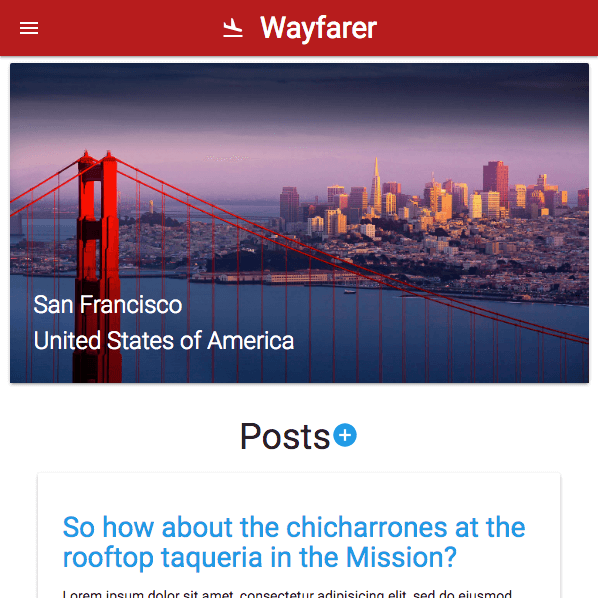 Wayfarer
San Francisco
United States of America
Posts
So how about the chicharrones at the
rooftop taqueria in the Mission?
Lorem ipsum dolor sit amet, consectetur adipisicing elit, sed do eiusmod